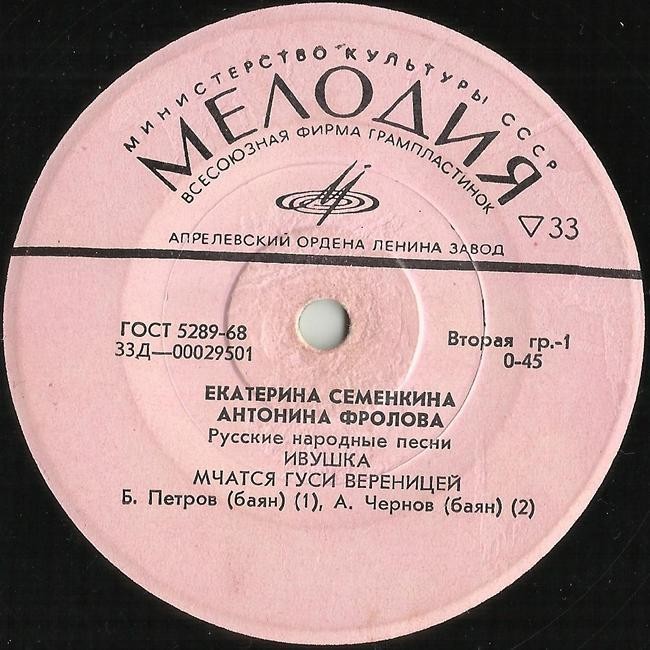 МИНИСТЕРСТВО КУЛЬТУРЫ СССР
МЕЛОДИЯ
ВСЕСОЮЗНАЯ ФИРМА ГРАМПЛАСТИНОК
▽33
АПРЕЛЕВСКИЙ ОРДЕНА ЛЕНИНА ЗАВОД
ГОСТ 5289-68
33Д—00029501
Вторая гр.-1
0-45
ЕКАТЕРИНА СЕМЕНКИНА
АНТОНИНА ФРОЛОВА
Русские народные песни
ИВУШКА
МЧАТСЯ ГУСИ ВЕРЕНИЦЕЙ
Б. Петров (баян) (1), А. Чернов (баян) (2)